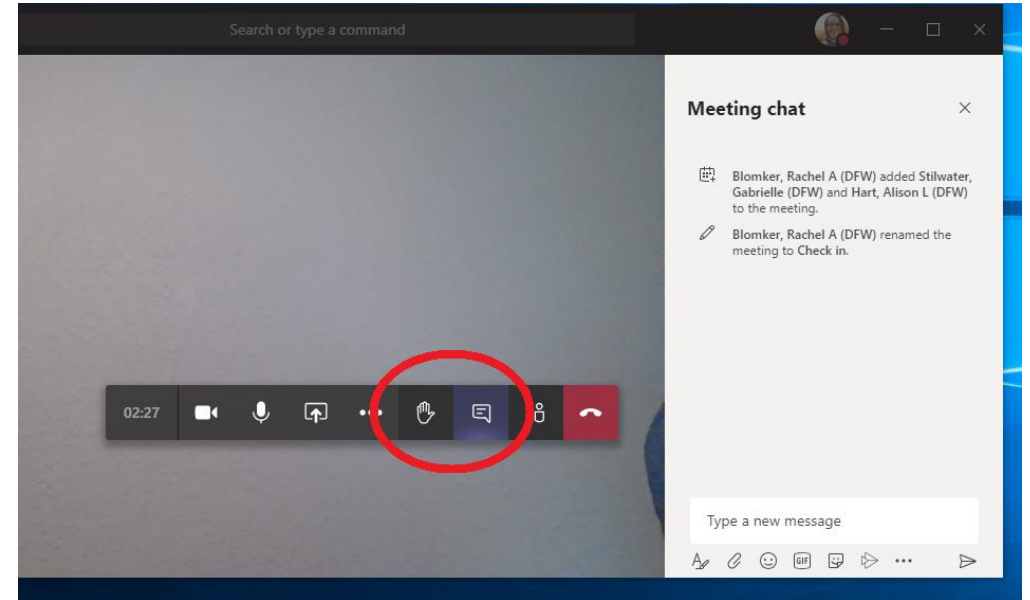 Search or type a command
Meeting chat
Blomker, Rachel A (DFW) added Stilwater,
Gabrielle (DFW) and Hart, Alison L (DFW)
to the meeting.
Blomker, Rachel A (DFW) renamed the
meeting to Check in.
02:27
Type a new message
GIF